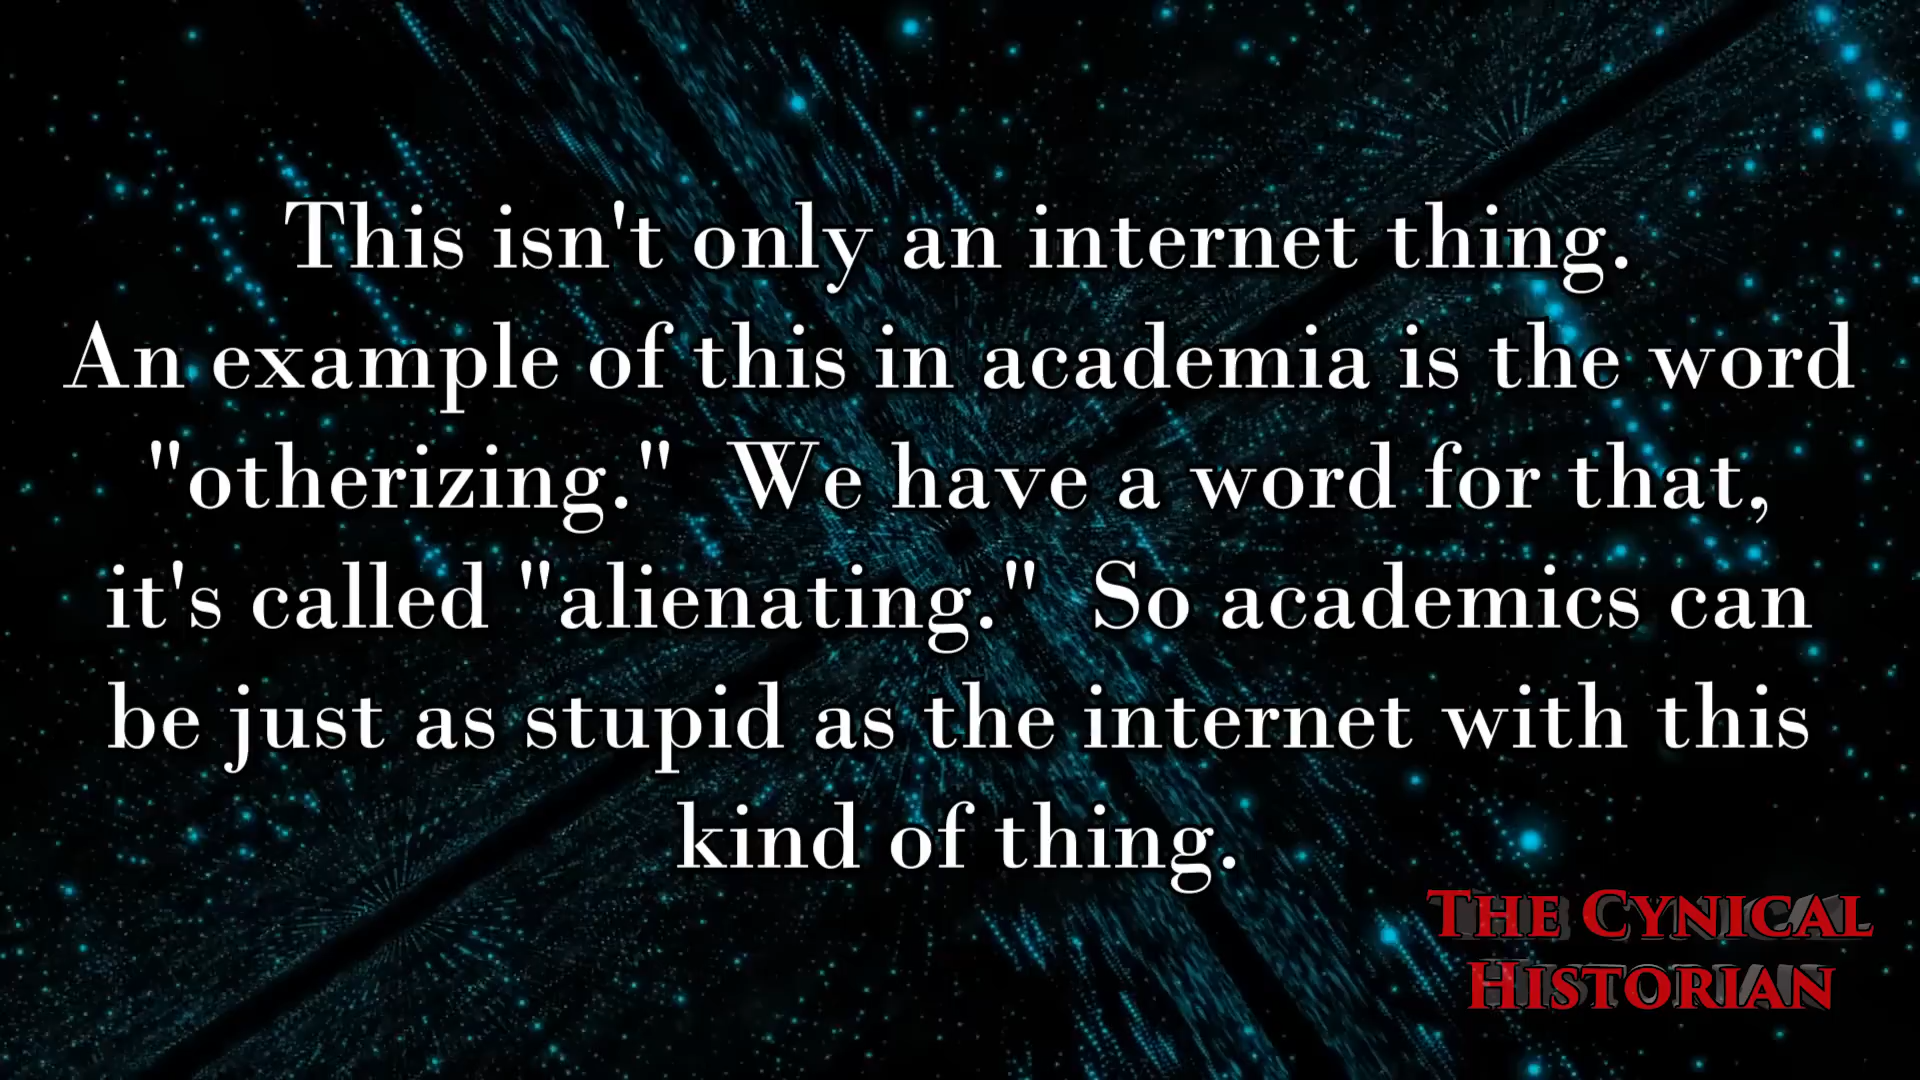 This isn't only an internet thing.
An example of this in academia is the word
"otherizing."  We have a word for that,
it's called "alienating."  So academics can
be just as stupid as the internet with this
kind of thing.
THE CYNICAL
HISTORIAN